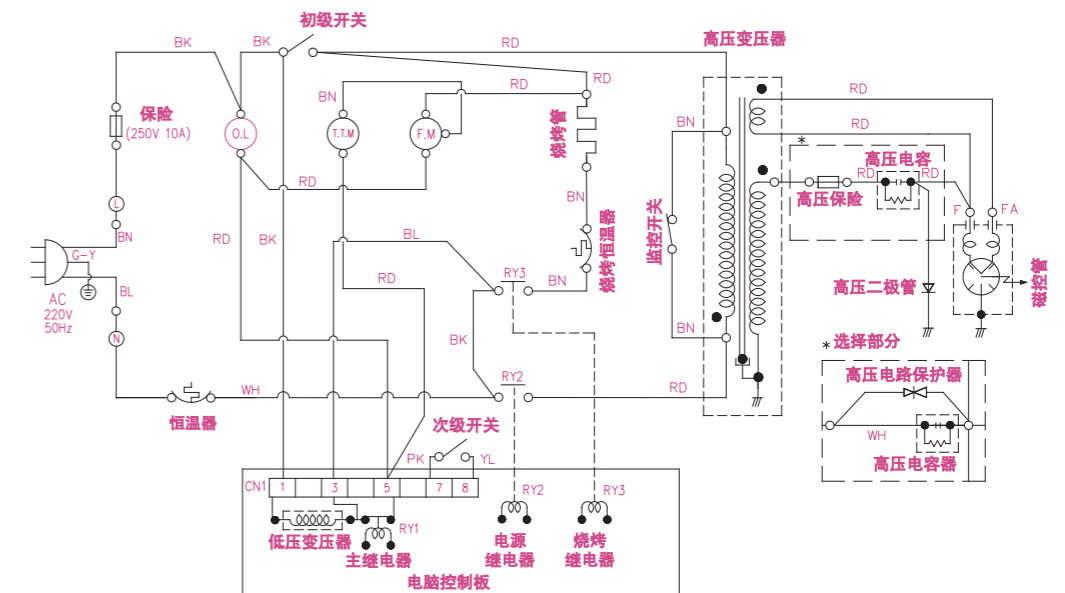 初级开关
BK
BK
RD
高压变压器
RD
RD
BN
RD
保险
(250V 10A)
O.L
T.T.M
F.M
烧烤管
BN
RD
*
高压电容
RD
RD
高压保险
RD
L
BN
F
FA
BN
G-Y
RD
BK
BL
烧烤恒温器
监控开关
RD
RY3
BN
高压二极管
磁控管
BL
AC
220V
50Hz
N
BK
BN
*选择部分
RY2
RD
WH
恒温器
高压电路保护器
次级开关
WH
PK
YL
高压电容器
CN1
1
3
5
7
8
RY2
RY3
RY1
低压变压器
主继电器
电源
继电器
烧烤
继电器
电脑控制板